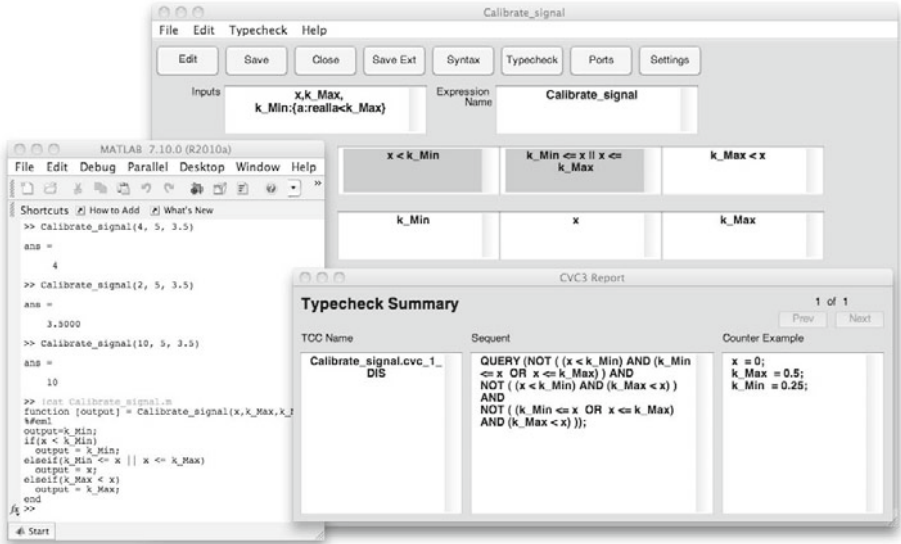 Calibrate_signal
File Edit Typecheck Help
Edit Save Close Save Ext Syntax Typecheck Ports Settings
Inputs
x,k_Max,
k_Min:{a:real|a<k_Max}
Expression
Name
Calibrate_signal
x < k_Min
k_Min <= x || x <=
k_Max
k_Max < x
k_Min
x
k_Max
MATLAB 7.10.0 (R2010a)
File Edit Debug Parallel Desktop Window Help
»
Shortcuts How to Add What's New
>> Calibrate_signal(4, 5, 3.5)
ans =
4
>> Calibrate_signal(2, 5, 3.5)
ans =
3.5000
>> Calibrate_signal(10, 5, 3.5)
ans =
10
>> !cat Calibrate_signal.m
function [output] = Calibrate_signal(x,k_Max,k_M
%#eml
output=k_Min;
if(x < k_Min)
output = k_Min;
elseif(k_Min <= x || x <= k_Max)
output = x;
elseif(k_Max < x)
output = k_Max;
end
fx >>
Start
CVC3 Report
Typecheck Summary
1 of 1
Prev Next
TCC Name
Calibrate_signal.cvc_1_
DIS
Sequent
QUERY (NOT ( (x < k_Min) AND (k_Min
<= x OR x <= k_Max) ) AND
NOT ( (x < k_Min) AND (k_Max < x) )
AND
NOT ( (k_Min <= x OR x <= k_Max)
AND (k_Max < x) ));
Counter Example
x = 0;
k_Max = 0.5;
k_Min = 0.25;